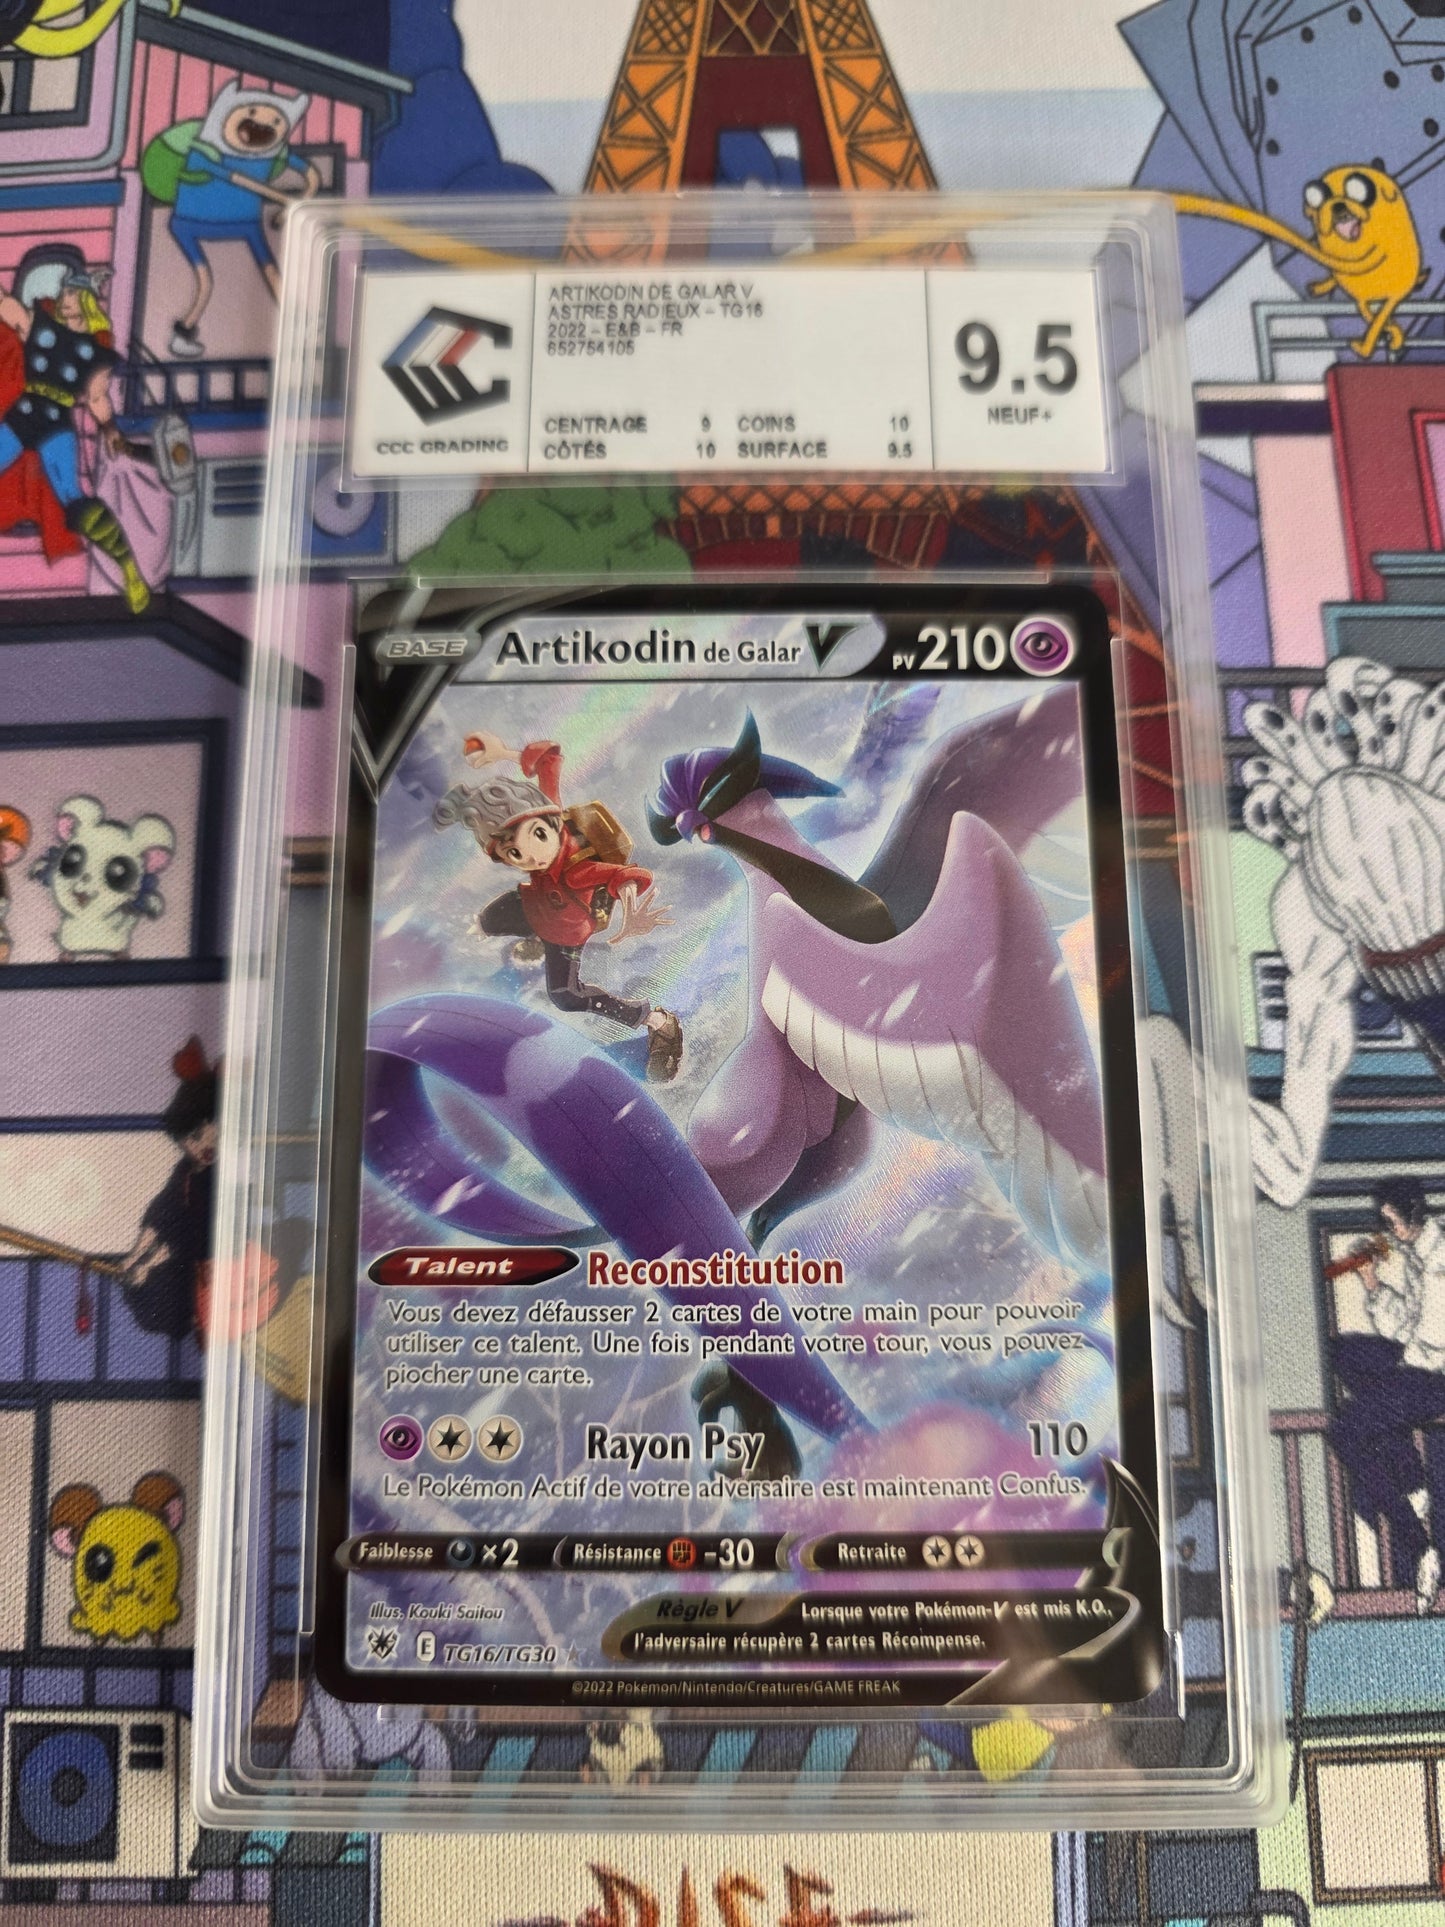 ARTIKODIN DE GALAR V
ASTRES RADIEUX - TG16
2022 - E&B - FR
652754105
CCC GRADING
CENTRAGE 9 COINS 10
CÔTÉS 10 SURFACE 9.5
9.5
NEUF+
BASE Artikodin de Galar V PV 210
Talent Reconstitution
Vous devez défausser 2 cartes de votre main pour pouvoir
utiliser ce talent. Une fois pendant votre tour, vous pouvez
piocher une carte.
Rayon Psy 110
Le Pokémon Actif de votre adversaire est maintenant Confus.
Faiblesse ×2 Résistance -30 Retraite
Illus. Kouki Saitou
Règle V Lorsque votre Pokémon-V est mis K.O.,
l'adversaire récupère 2 cartes Récompense.
E TG16/TG30
©2022 Pokémon/Nintendo/Creatures/GAME FREAK